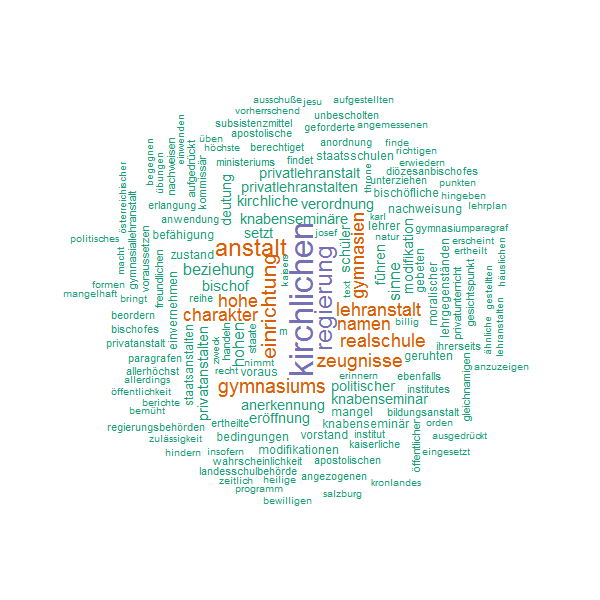 ausschuße jesu aufgestellten
vorherrschend unbescholten
subsistenzmittel geforderte angemessenen
apostolische anordnung finde
üben höchste berechtiget richtigen
ministeriums findet staatsschulen erwiedern
privatlehranstalt unterziehen diözesanbischofes
privatlehranstalten throne bischöfliche punkten
begegnen übungen nachweisen einwenden aufgedrückt kommissär
erlangung deutung kirchliche verordnung hingeben
knabenseminäre karl nachweisung lehrplan
österreichischer gymnasiallehranstalt anwendung josef lehrer gymnasiumparagraf
politisches befähigung setzt schüler gymnasien modifikation erscheint
macht voraussetzen zustand anstalt kirchlichen regierung führen gebeten ertheilt
freundlichen beziehung einrichtung kaisers text sinne moralischer lehrgegenständen privatunterricht gesichtspunkt gestellten häuslichen
formen bischof natur
mangelhaft bringt reihe hohe lehranstalt ähnliche lehranstalten
beordern einvernehmen charakter namen billig
bischofes handeln staate m realschule ihrerseits
privatanstalt hohen zweck nimmt zeugnisse geruhten
paragrafen staatsanstalten privatanstalten recht voraus anzuzeigen
allerhöchst gymnasiums erinnern ebenfalls gleichnamigen
allerdings politischer institutes
öffentlichkeit anerkennung knabenseminar
berichte eröffnung mangel bildungsanstalt
bemüht ertheilte knabenseminär orden
regierungsbehörden bedingungen vorstand institut öffentlicher ausgedrückt
zulässigkeit insofern modifikationen kaiserliche eingesetzt
hindern wahrscheinlichkeit apostolischen
landesschulbehörde angezogenen
zeitlich heilige kronlandes
programm salzburg
bewilligen